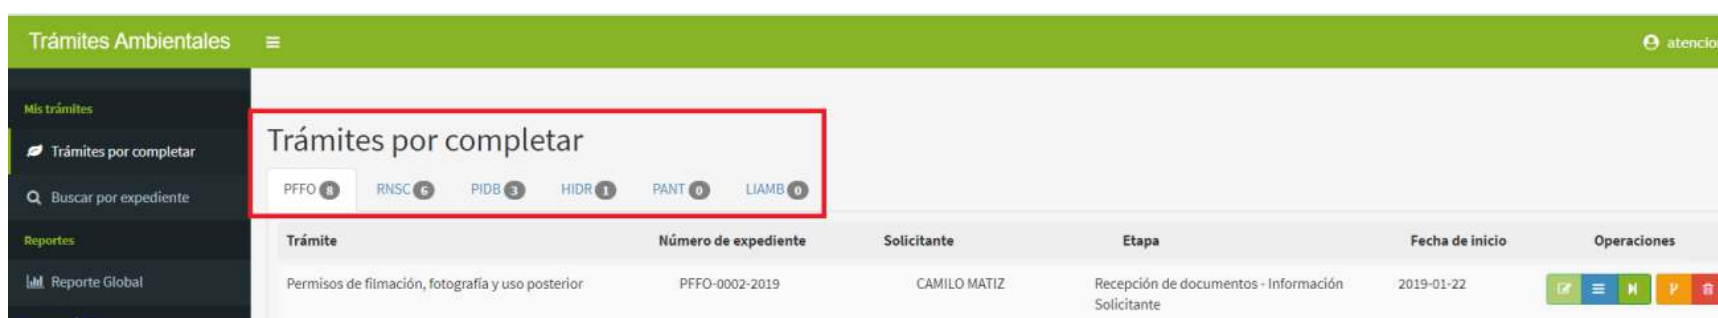 Trámites Ambientales
Mis trámites
Trámites por completar
Buscar por expediente
Reportes
Reporte Global
Trámites por completar
PFFO 8 RNSC 6 PIDB 3 HIDR 1 PANT 0 LIAMB 0
Trámite Número de expediente Solicitante Etapa Fecha de inicio Operaciones
Permisos de filmación, fotografía y uso posterior PFFO-0002-2019 CAMILO MATIZ Recepción de documentos - Información 2019-01-22
Solicitante